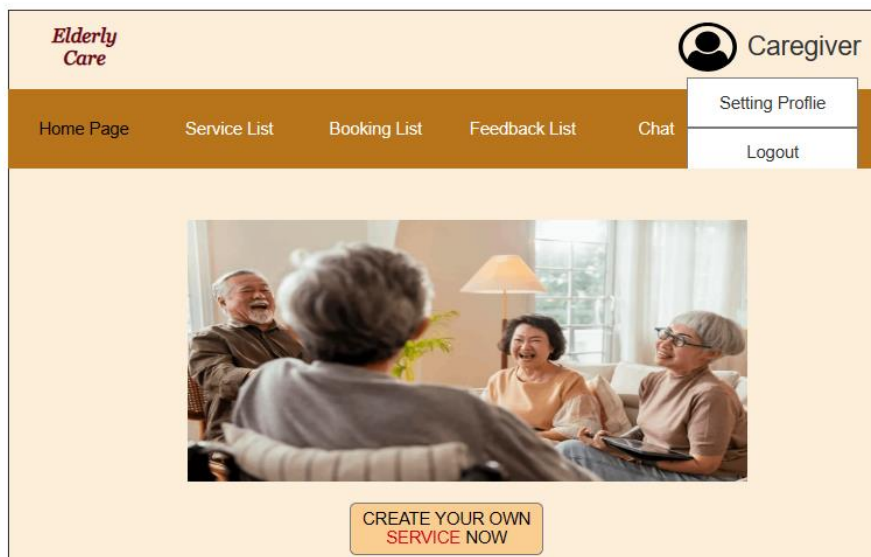 Elderly
Care
Caregiver
Setting Proflie
Logout
Home Page
Service List
Booking List
Feedback List
Chat
CREATE YOUR OWN
SERVICE NOW